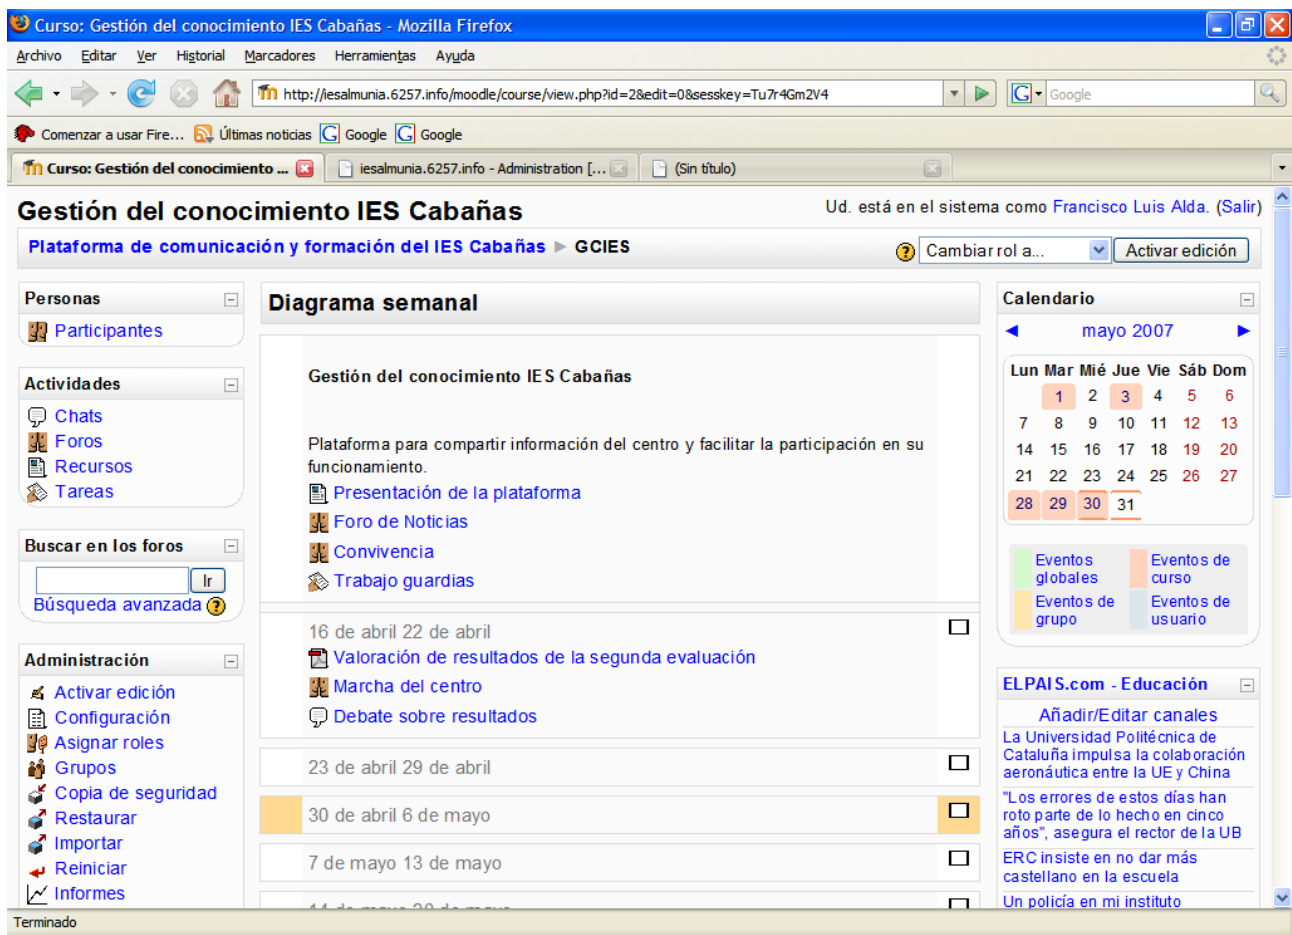 Curso: Gestión del conocimiento IES Cabañas - Mozilla Firefox
Archivo Editar Ver Historial Marcadores Herramientas Ayuda
http://iesalmunia.6257.info/moodle/course/view.php?id=2&edit=0&sesskey=Tu7r4Gm2V4
Google
Comenzar a usar Fire... Últimas noticias Google Google
Curso: Gestión del conocimiento ... iesalmunia.6257.info - Administration [... (Sin título)
Gestión del conocimiento IES Cabañas
Ud. está en el sistema como Francisco Luis Alda. (Salir)
Plataforma de comunicación y formación del IES Cabañas ► GCIES
Cambiar rol a... Activar edición
Personas
Participantes
Actividades
Chats
Foros
Recursos
Tareas
Buscar en los foros
Ir
Búsqueda avanzada
Administración
Activar edición
Configuración
Asignar roles
Grupos
Copia de seguridad
Restaurar
Importar
Reiniciar
Informes
Diagrama semanal
Gestión del conocimiento IES Cabañas
Plataforma para compartir información del centro y facilitar la participación en su
funcionamiento.
Presentación de la plataforma
Foro de Noticias
Convivencia
Trabajo guardias
16 de abril 22 de abril
Valoración de resultados de la segunda evaluación
Marcha del centro
Debate sobre resultados
23 de abril 29 de abril
30 de abril 6 de mayo
7 de mayo 13 de mayo
14 de mayo 20 de mayo
Calendario
◄ mayo 2007 ►
Lun Mar Mié Jue Vie Sáb Dom
1 2 3 4 5 6
7 8 9 10 11 12 13
14 15 16 17 18 19 20
21 22 23 24 25 26 27
28 29 30 31
Eventos globales
Eventos de curso
Eventos de grupo
Eventos de usuario
ELPAIS.com - Educación
Añadir/Editar canales
La Universidad Politécnica de
Cataluña impulsa la colaboración
aeronáutica entre la UE y China
"Los errores de estos días han
roto parte de lo hecho en cinco
años", asegura el rector de la UB
ERC insiste en no dar más
castellano en la escuela
Un policía en mi instituto
Terminado